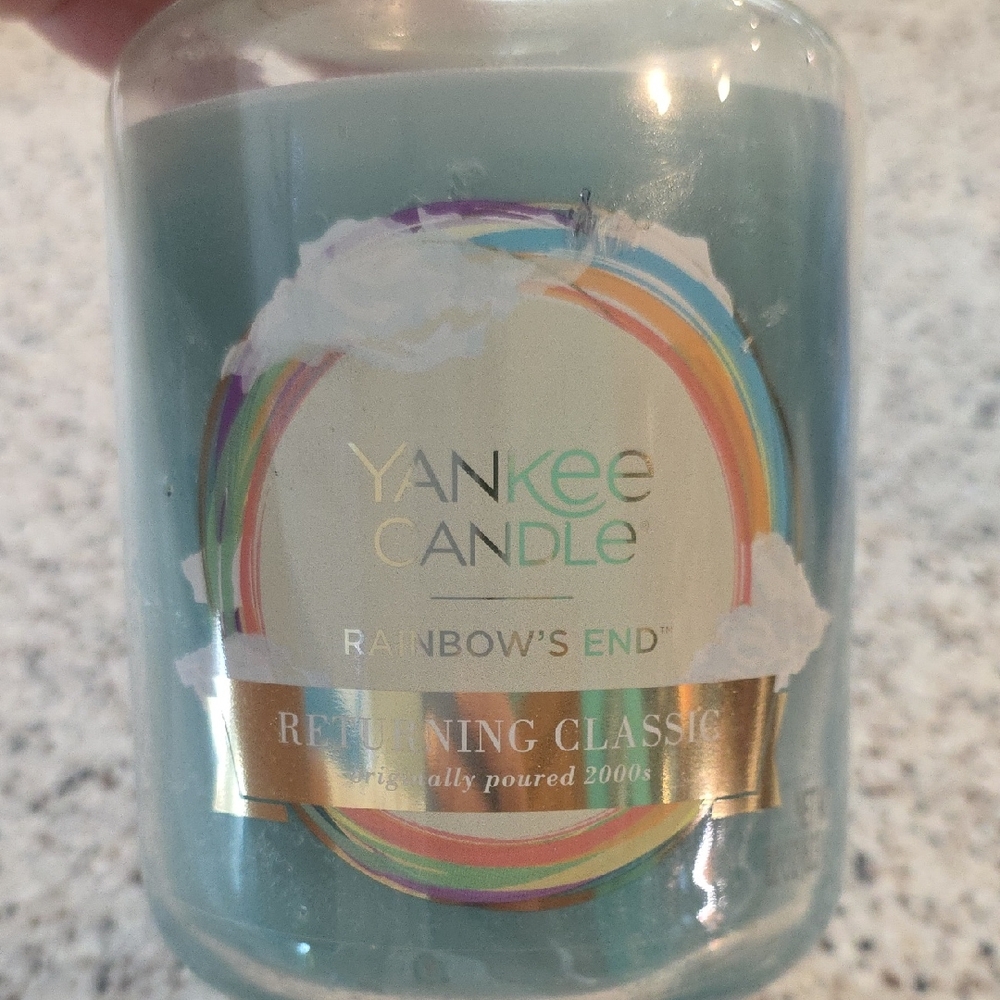 YANKEE
CANDLE®
RAINBOW'S END™
RETURNING CLASSIC
originally poured 2000s